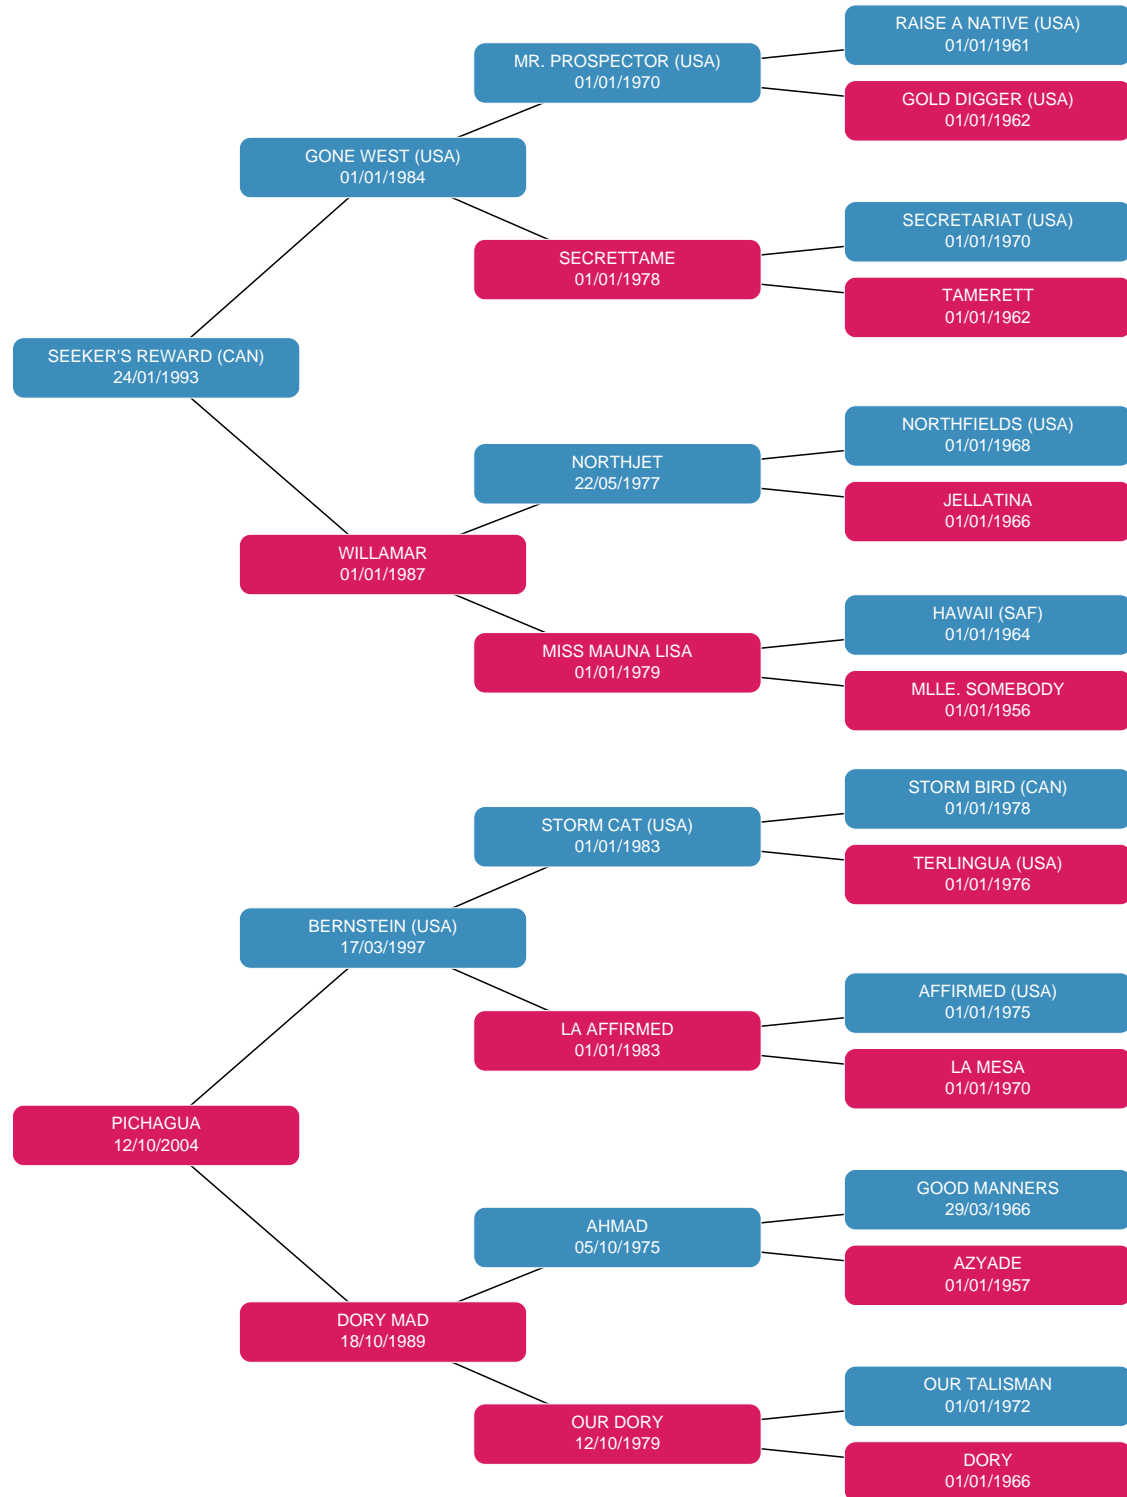 RAISE A NATIVE (USA)
01/01/1961
MR. PROSPECTOR (USA)
01/01/1970
GOLD DIGGER (USA)
01/01/1962
GONE WEST (USA)
01/01/1984
SECRETARIAT (USA)
01/01/1970
SECRETTAME
01/01/1978
TAMERETT
01/01/1962
SEEKER'S REWARD (CAN)
24/01/1993
NORTHFIELDS (USA)
01/01/1968
NORTHJET
22/05/1977
JELLATINA
01/01/1966
WILLAMAR
01/01/1987
HAWAII (SAF)
01/01/1964
MISS MAUNA LISA
01/01/1979
MLLE. SOMEBODY
01/01/1956
STORM BIRD (CAN)
01/01/1978
STORM CAT (USA)
01/01/1983
TERLINGUA (USA)
01/01/1976
BERNSTEIN (USA)
17/03/1997
AFFIRMED (USA)
01/01/1975
LA AFFIRMED
01/01/1983
LA MESA
01/01/1970
PICHAGUA
12/10/2004
GOOD MANNERS
29/03/1966
AHMAD
05/10/1975
AZYADE
01/01/1957
DORY MAD
18/10/1989
OUR TALISMAN
01/01/1972
OUR DORY
12/10/1979
DORY
01/01/1966